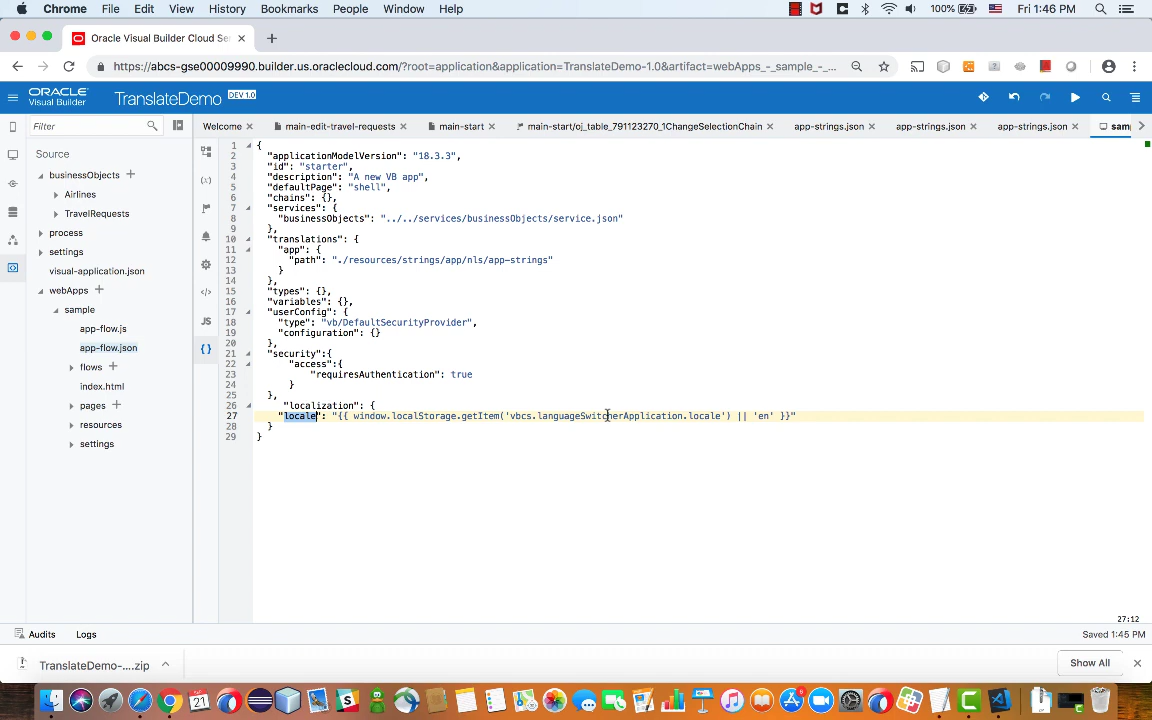 Chrome File Edit View History Bookmarks People Window Help 100% Fri 1:46 PM
Oracle Visual Builder Cloud Se
https://abcs-gse00009990.builder.us.oraclecloud.com/?root=application&application=TranslateDemo-1.0&artifact=webApps_-_sample_-_...
ORACLE
Visual Builder
TranslateDemo DEV 1.0
Filter
Welcome main-edit-travel-requests main-start main-start/oj_table_791123270_1ChangeSelectionChain app-strings.json app-strings.json app-strings.json sam
Source
businessObjects
Airlines
TravelRequests
process
settings
visual-application.json
webApps
sample
app-flow.js
app-flow.json
flows
index.html
pages
resources
settings
1 {
2 "applicationModelVersion": "18.3.3",
3 "id": "starter",
4 "description": "A new VB app",
5 "defaultPage": "shell",
6 "chains": {},
7 "services": {
8 "businessObjects": "../../services/businessObjects/service.json"
9 },
10 "translations": {
11 "app": {
12 "path": "./resources/strings/app/nls/app-strings"
13 }
14 },
15 "types": {},
16 "variables": {},
17 "userConfig": {
18 "type": "vb/DefaultSecurityProvider",
19 "configuration": {}
20 },
21 "security":{
22 "access":{
23 "requiresAuthentication": true
24 }
25 },
26 "localization": {
27 "locale": "{{ window.localStorage.getItem('vbcs.languageSwitcherApplication.locale') || 'en' }}"
28 }
29 }
27:12
Audits Logs Saved 1:45 PM
TranslateDemo-....zip Show All